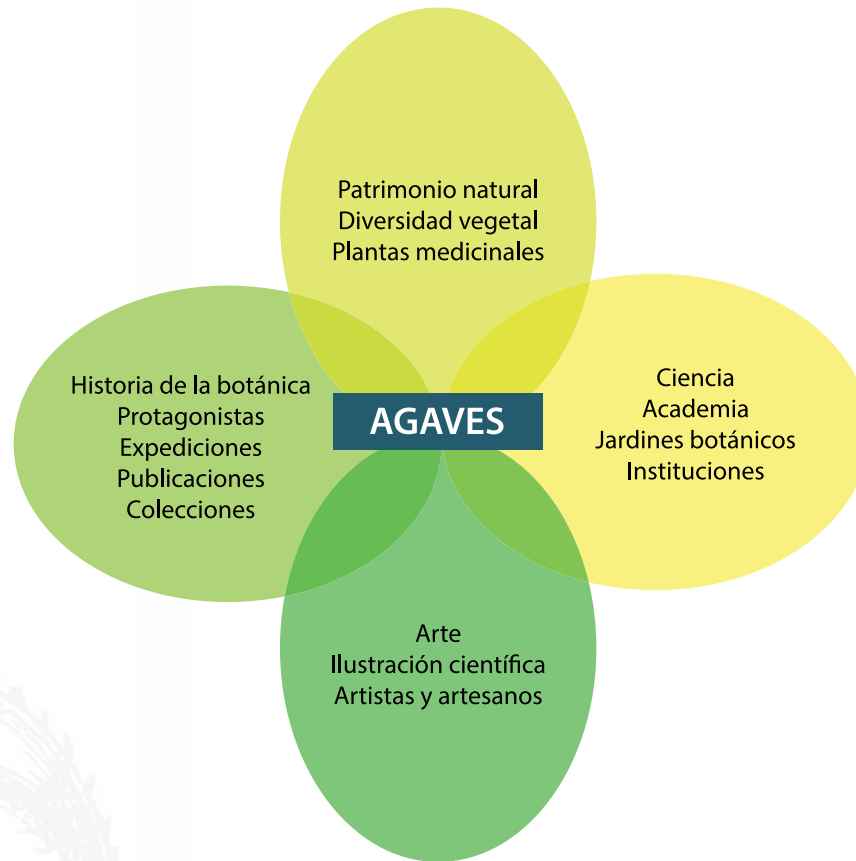 Patrimonio natural
Diversidad vegetal
Plantas medicinales
Historia de la botánica
Protagonistas
Expediciones
Publicaciones
Colecciones
AGAVES
Ciencia
Academia
Jardines botánicos
Instituciones
Arte
Ilustración científica
Artistas y artesanos